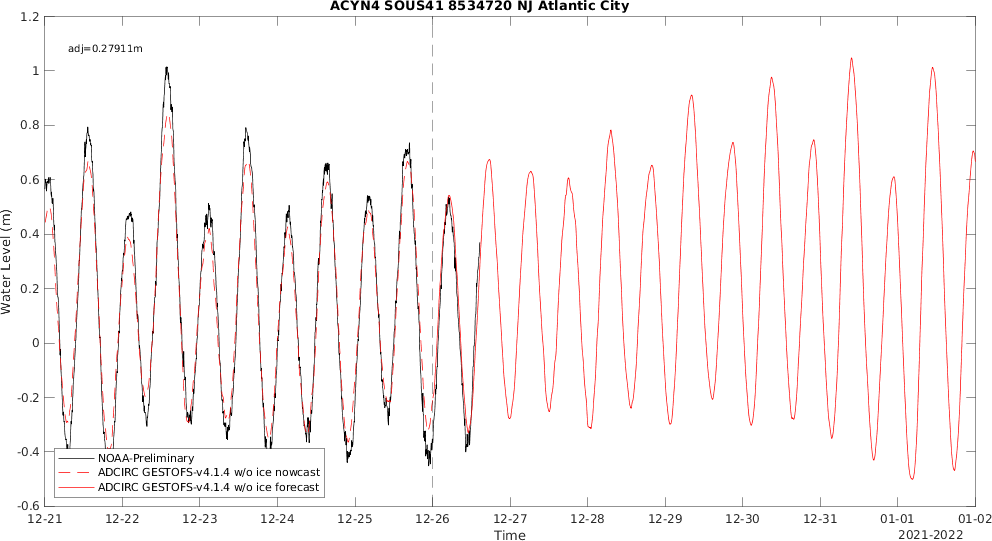 ACYN4 SOUS41 8534720 NJ Atlantic City
1.2
adj=0.27911m
1
0.8
0.6
0.4
0.2
0
-0.2
-0.4
-0.6
Water Level (m)
NOAA-Preliminary
ADCIRC GESTOFS-v4.1.4 w/o ice nowcast
ADCIRC GESTOFS-v4.1.4 w/o ice forecast
12-21 12-22 12-23 12-24 12-25 12-26 12-27 12-28 12-29 12-30 12-31 01-01 01-02
Time
2021-2022